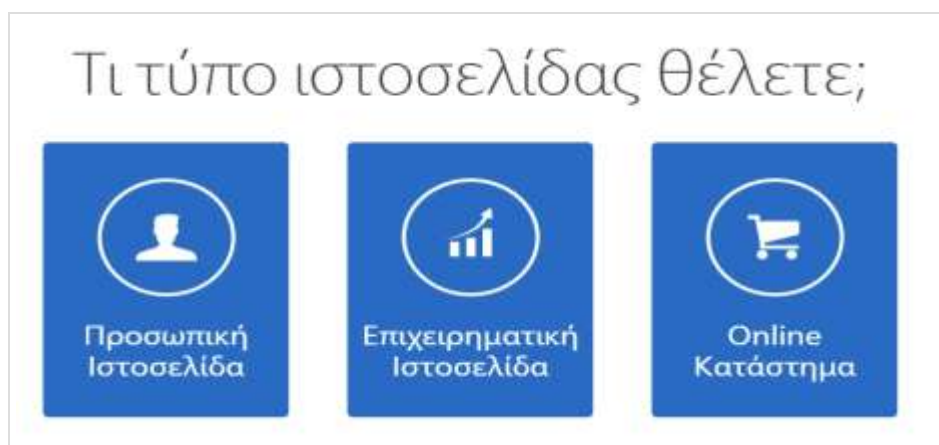 Τι τύπο ιστοσελίδας θέλετε;
Προσωπική
Ιστοσελίδα
Επιχειρηματική
Ιστοσελίδα
Online
Κατάστημα